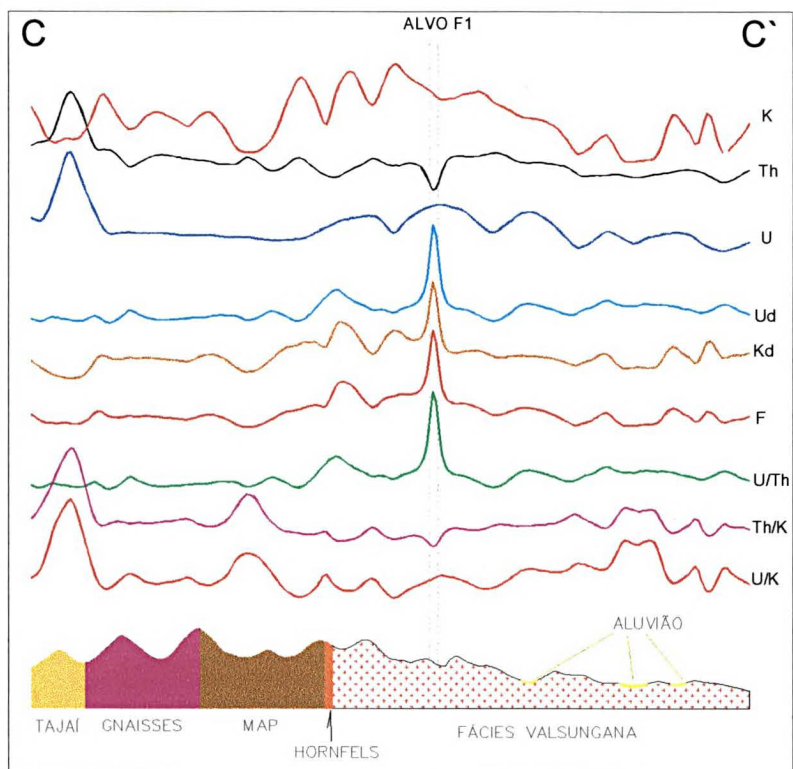 C
ALVO F1
C`
K
Th
U
Ud
Kd
F
U/Th
Th/K
U/K
ALUVIÃO
TAJAÍ
GNAISSES
MAP
HORNFELS
FÁCIES VALSUNGANA